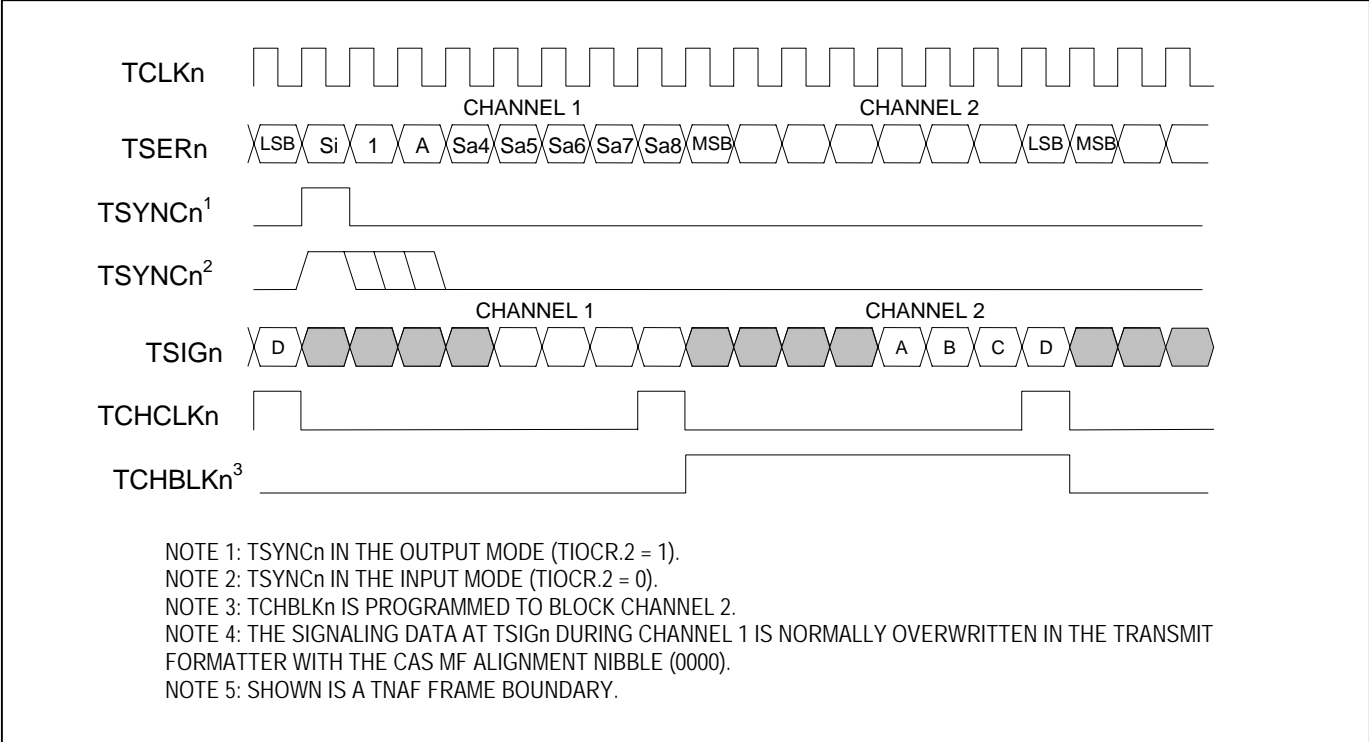 TCLKn
CHANNEL 1 CHANNEL 2
TSERn LSB Si 1 A Sa4 Sa5 Sa6 Sa7 Sa8 MSB LSB MSB
TSYNCn1
TSYNCn2
CHANNEL 1 CHANNEL 2
TSIGn D A B C D
TCHCLKn
TCHBLKn3
NOTE 1: TSYNCn IN THE OUTPUT MODE (TIOCR.2 = 1).
NOTE 2: TSYNCn IN THE INPUT MODE (TIOCR.2 = 0).
NOTE 3: TCHBLKn IS PROGRAMMED TO BLOCK CHANNEL 2.
NOTE 4: THE SIGNALING DATA AT TSIGn DURING CHANNEL 1 IS NORMALLY OVERWRITTEN IN THE TRANSMIT
FORMATTER WITH THE CAS MF ALIGNMENT NIBBLE (0000).
NOTE 5: SHOWN IS A TNAF FRAME BOUNDARY.